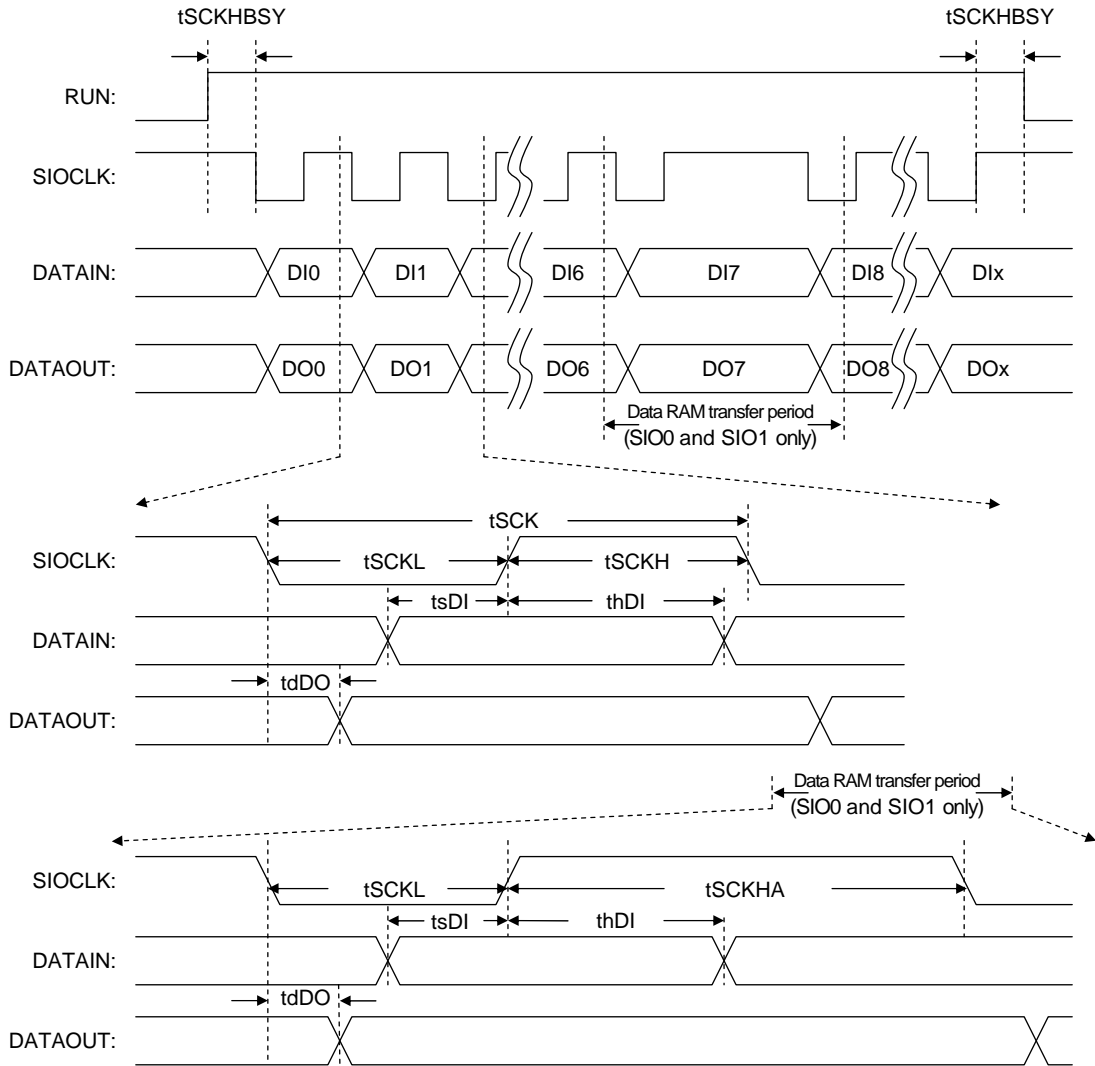 tSCKHBSY tSCKHBSY
RUN:
SIOCLK:
DATAIN: DI0 DI1 DI6 DI7 DI8 DIx
DATAOUT: DO0 DO1 DO6 DO7 DO8 DOx
Data RAM transfer period
(SIO0 and SIO1 only)
tSCK
SIOCLK: tSCKL tSCKH
tsDI thDI
DATAIN:
tdDO
DATAOUT:
Data RAM transfer period
(SIO0 and SIO1 only)
SIOCLK: tSCKL tSCKHA
tsDI thDI
DATAIN:
tdDO
DATAOUT: